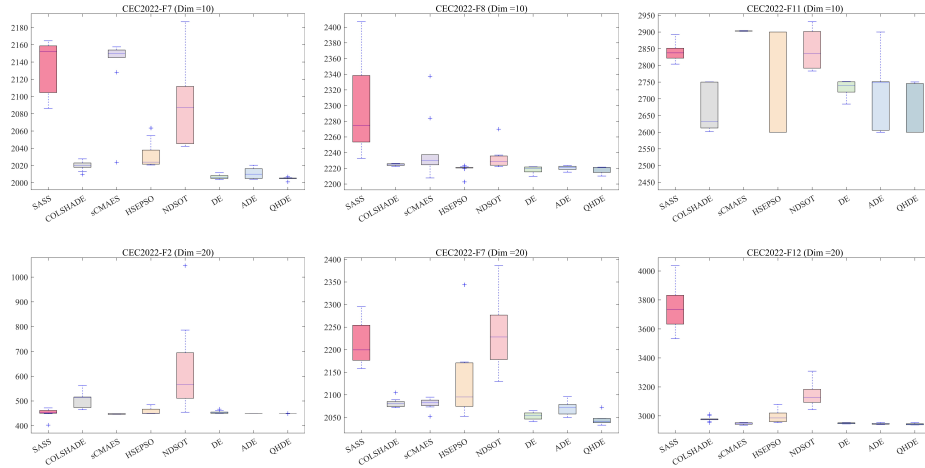 CEC2022-F7 (Dim =10)
2180
2160
2140
2120
2100
2080
2060
2040
2020
2000
SASS
COLSHADE
sCMAES
HSEPSO
NDSOT
DE
ADE
QHDE
CEC2022-F8 (Dim =10)
2400
2380
2360
2340
2320
2300
2280
2260
2240
2220
2200
SASS
COLSHADE
sCMAES
HSEPSO
NDSOT
DE
ADE
QHDE
CEC2022-F11 (Dim =10)
2950
2900
2850
2800
2750
2700
2650
2600
2550
2500
2450
SASS
COLSHADE
sCMAES
HSEPSO
NDSOT
DE
ADE
QHDE
CEC2022-F2 (Dim =20)
1000
900
800
700
600
500
400
SASS
COLSHADE
sCMAES
HSEPSO
NDSOT
DE
ADE
QHDE
CEC2022-F7 (Dim =20)
2400
2350
2300
2250
2200
2150
2100
2050
SASS
COLSHADE
sCMAES
HSEPSO
NDSOT
DE
ADE
QHDE
CEC2022-F12 (Dim =20)
4000
3800
3600
3400
3200
3000
SASS
COLSHADE
sCMAES
HSEPSO
NDSOT
DE
ADE
QHDE